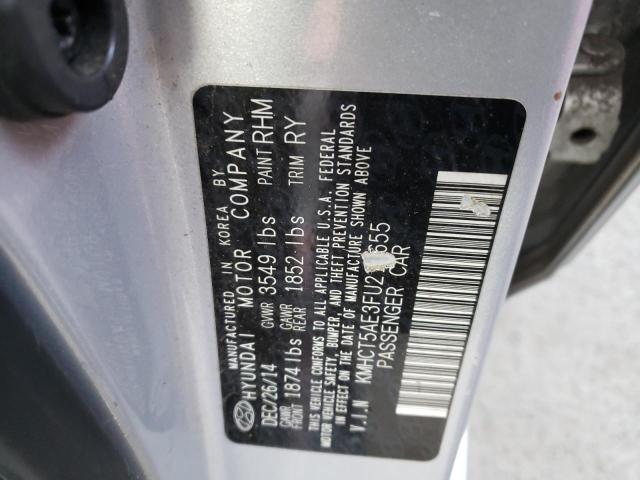 MANUFACTURED IN KOREA BY
HYUNDAI MOTOR COMPANY
DEC/26/14 GVWR 3549 lbs PAINT RHM
GAWR FRONT 1874 lbs GAWR REAR 1852 lbs TRIM RY
THIS VEHICLE CONFORMS TO ALL APPLICABLE U.S.A. FEDERAL
MOTOR VEHICLE SAFETY, BUMPER, AND THEFT PREVENTION STANDARDS
IN EFFECT ON THE DATE OF MANUFACTURE SHOWN ABOVE
V.I.N
PASSENGER CAR